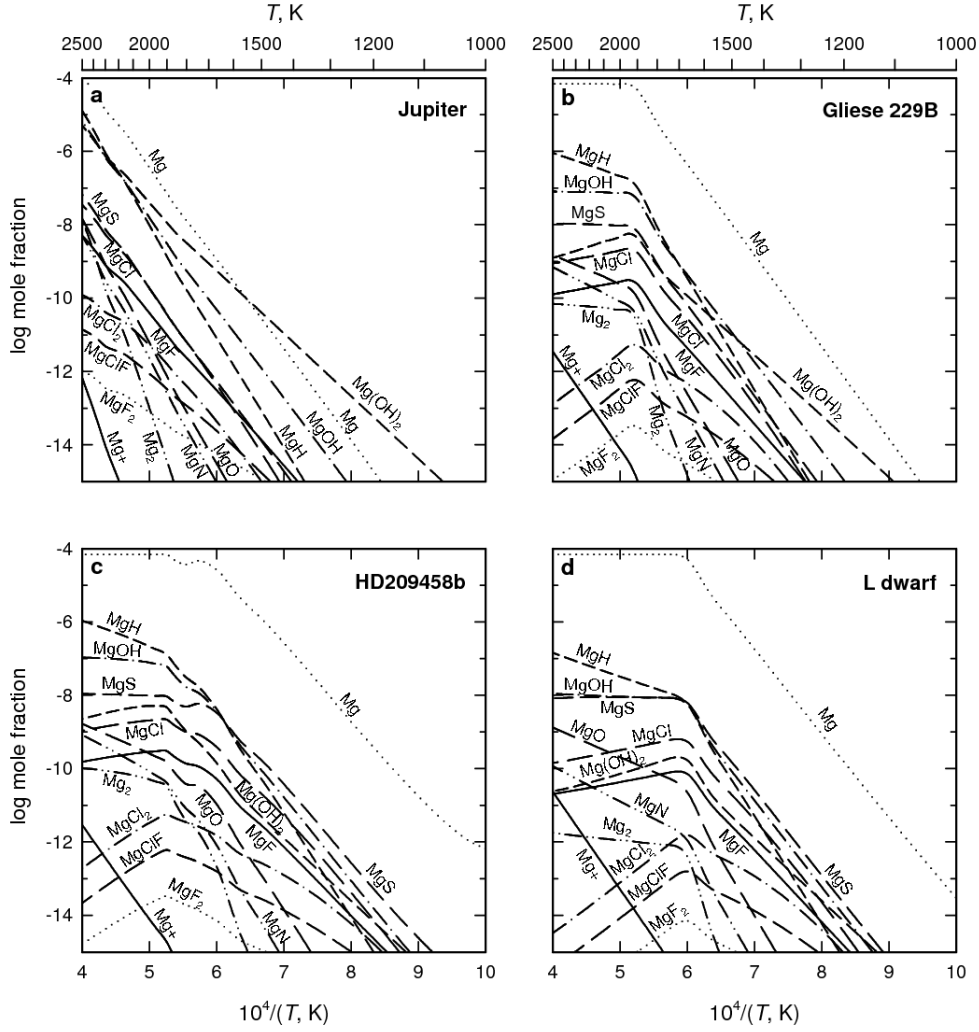 T, K
T, K
2500 1900 1500 1200 1000
2500 1900 1500 1200 1000
-4
-6
-8
-10
-12
-14
log mole fraction
a
Jupiter
Mg
MgS
MgCl
MgCl2
MgF
MgClF
MgF2
Mg+
Mg2
MgN
MgO
MgH
MgOH
Mg
Mg(OH)2
b
Gliese 229B
MgH
MgOH
MgS
MgCl
Mg2
Mg
MgCl
MgF
Mg+
MgCl2
MgClF
MgF2
Mg2
MgN
MgO
Mg(OH)2
-4
-6
-8
-10
-12
-14
log mole fraction
c
HD209458b
MgH
MgOH
MgS
MgCl
Mg2
MgCl2
MgClF
MgF2
Mg+
MgO
Mg(OH)2
MgF
MgN
MgS
Mg
d
L dwarf
MgH
MgOH
MgS
MgO
MgCl
Mg(OH)2
MgN
Mg2
MgCl2
Mg+
MgClF
MgF2
MgF
MgS
Mg
4 5 6 7 8 9 10
4 5 6 7 8 9 10
10^4/(T, K)
10^4/(T, K)